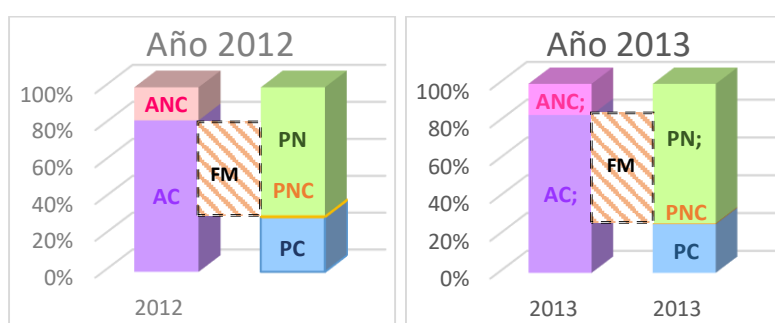 Año 2012
100%
80%
60%
40%
20%
0%
ANC
AC
FM
PN
PNC
PC
2012
Año 2013
100%
80%
60%
40%
20%
0%
ANC;
AC;
FM
PN;
PNC
PC
2013 2013